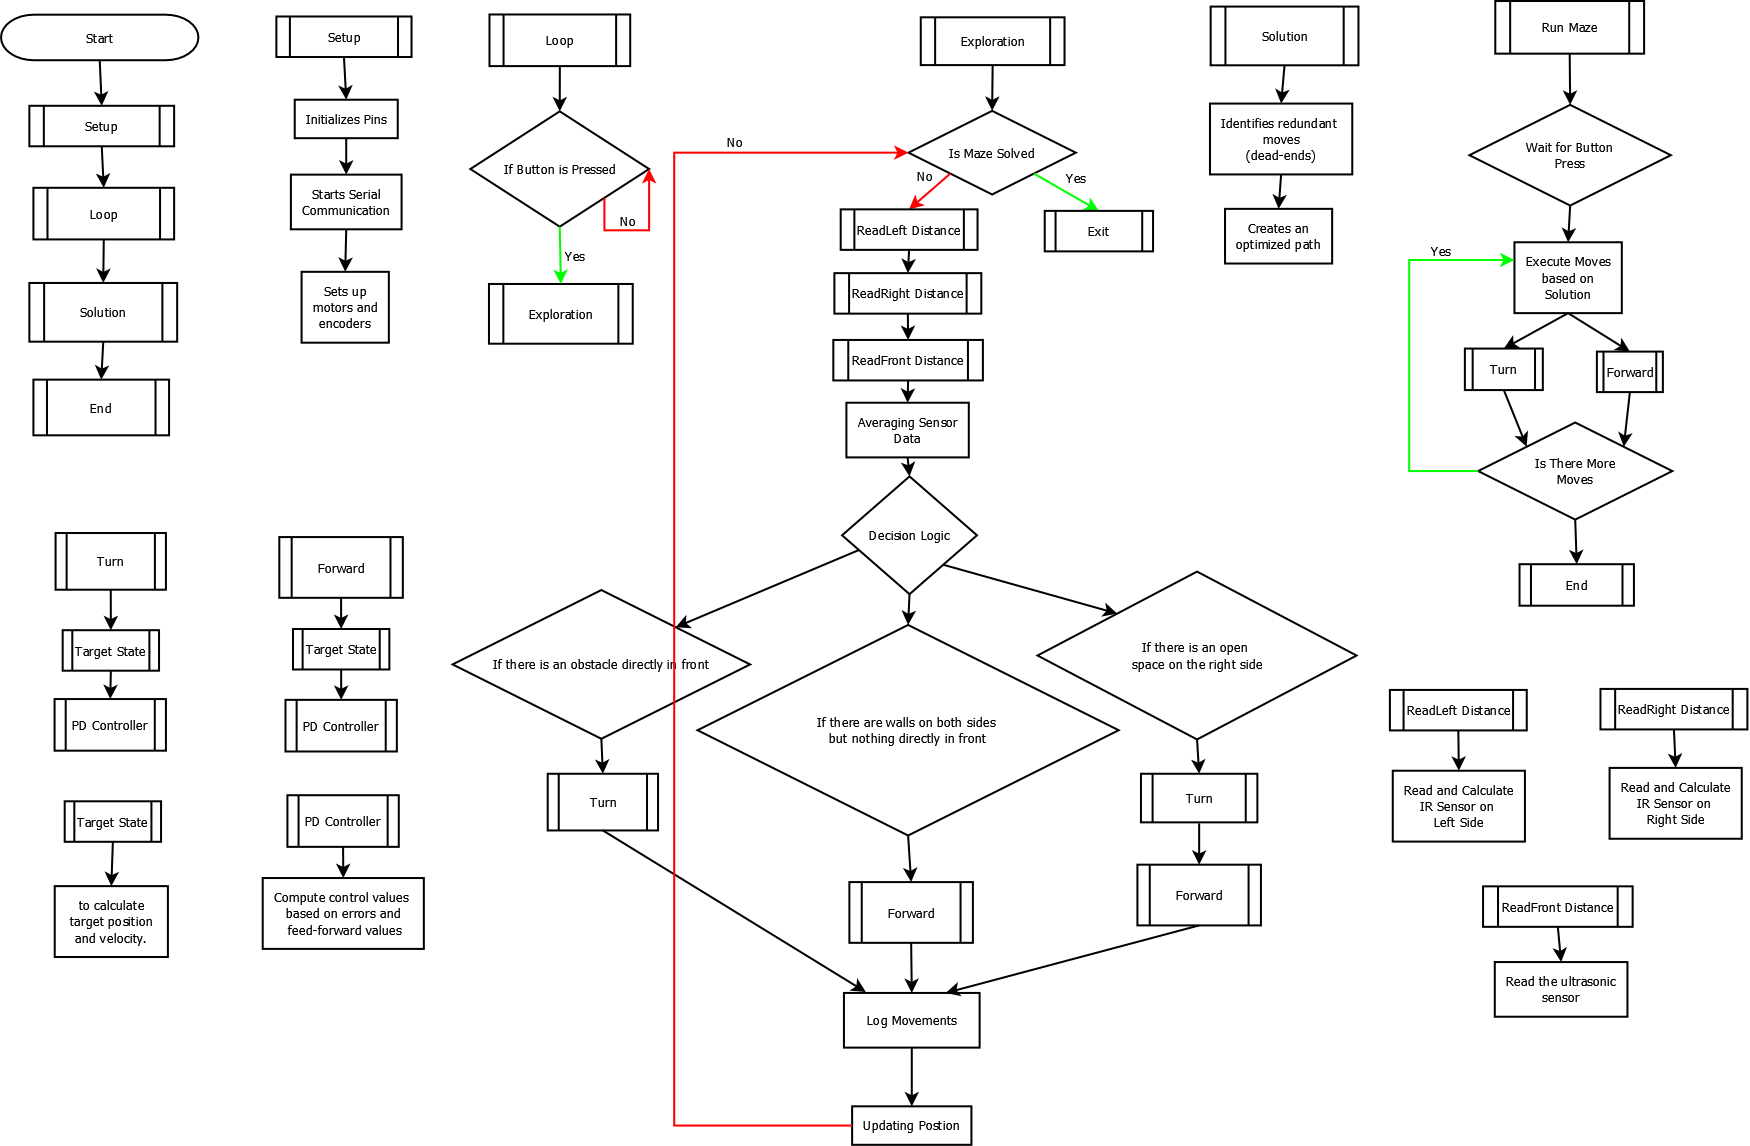 Start
Setup
Loop
Solution
End
Setup
Initializes Pins
Starts Serial
Communication
Sets up
motors and
encoders
Loop
If Button is Pressed
No
Yes
Exploration
Exploration
No
Is Maze Solved
No
Yes
ReadLeft Distance
Exit
ReadRight Distance
ReadFront Distance
Averaging Sensor
Data
Decision Logic
If there is an obstacle directly in front
If there are walls on both sides
but nothing directly in front
If there is an open
space on the right side
Turn
Turn
Forward
Forward
Log Movements
Updating Postion
Solution
Identifies redundant
moves
(dead-ends)
Creates an
optimized path
Run Maze
Wait for Button
Press
Yes
Execute Moves
based on
Solution
Turn
Forward
Is There More
Moves
End
Turn
Target State
PD Controller
Forward
Target State
PD Controller
Target State
to calculate
target position
and velocity.
PD Controller
Compute control values
based on errors and
feed-forward values
ReadLeft Distance
Read and Calculate
IR Sensor on
Left Side
ReadRight Distance
Read and Calculate
IR Sensor on
Right Side
ReadFront Distance
Read the ultrasonic
sensor